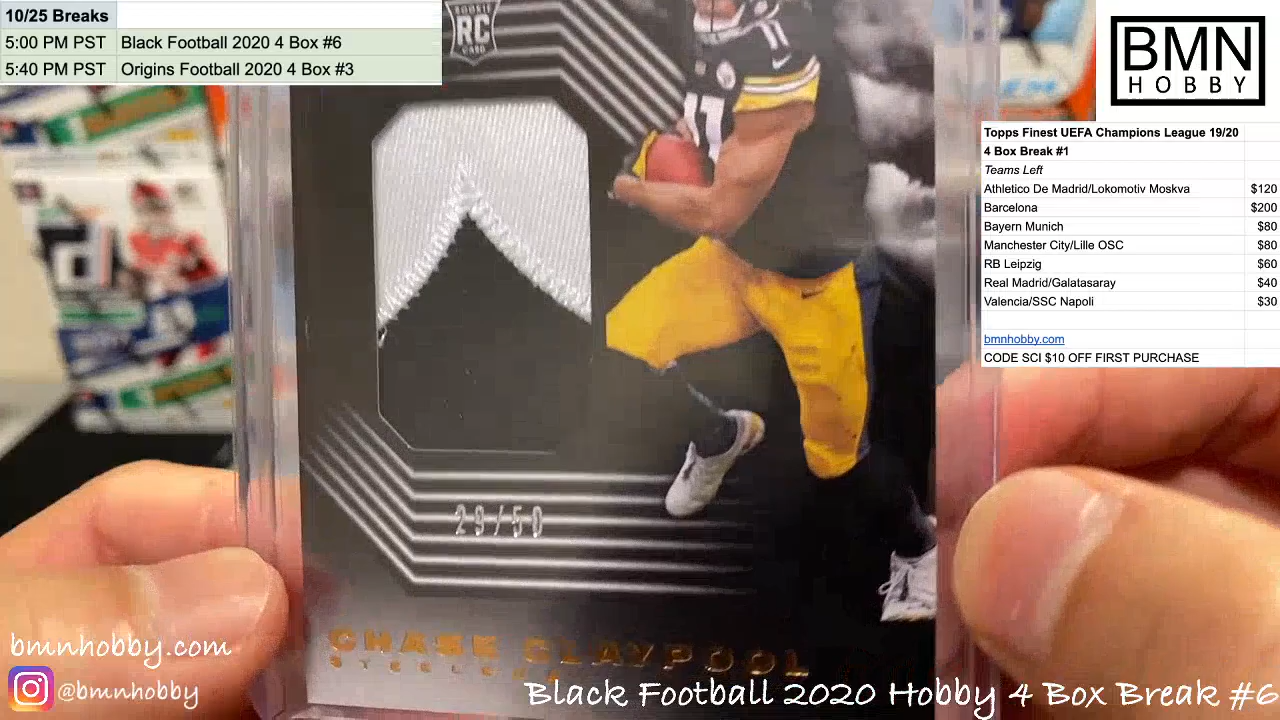 10/25 Breaks
5:00 PM PST Black Football 2020 4 Box #6
5:40 PM PST Origins Football 2020 4 Box #3
ROOKIE
RC
CARD
BMN
HOBBY
Topps Finest UEFA Champions League 19/20
4 Box Break #1
Teams Left
Athletico De Madrid/Lokomotiv Moskva $120
Barcelona $200
Bayern Munich $80
Manchester City/Lille OSC $80
RB Leipzig $60
Real Madrid/Galatasaray $40
Valencia/SSC Napoli $30
bmnhobby.com
CODE SCI $10 OFF FIRST PURCHASE
11
29/50
CHASE CLAYPOOL
bmnhobby.com
@bmnhobby
Black Football 2020 Hobby 4 Box Break #6